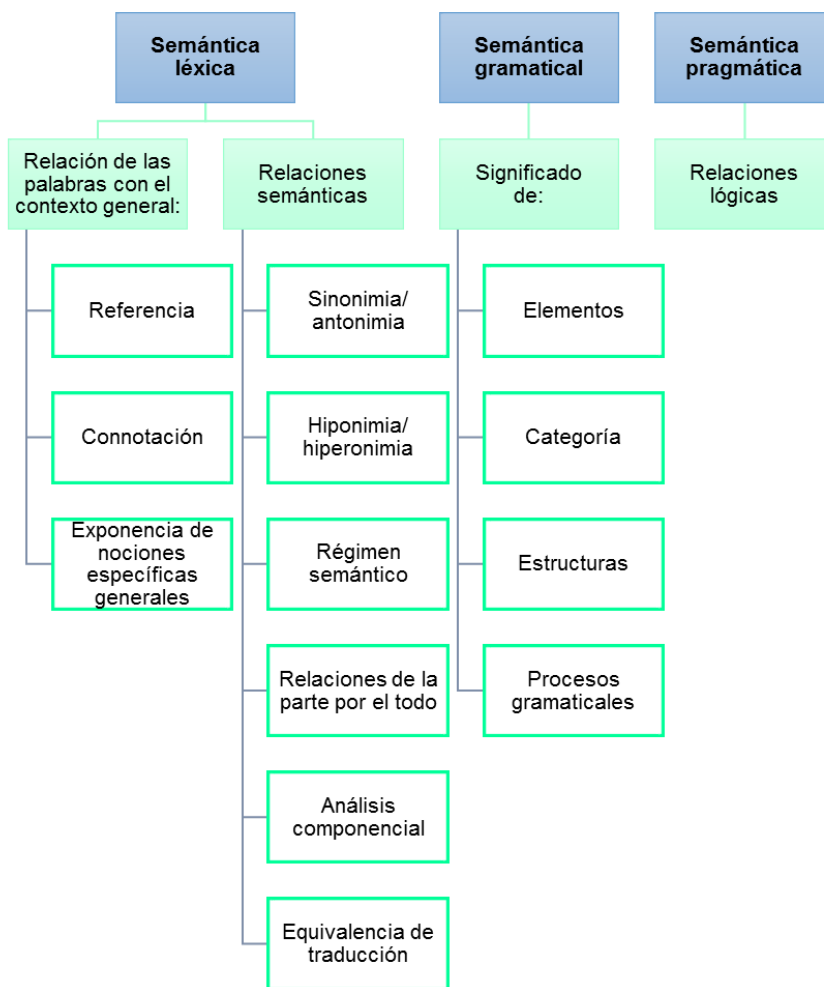 Semántica
léxica
Semántica
gramatical
Semántica
pragmática
Relación de las
palabras con el
contexto general:
Relaciones
semánticas
Significado
de:
Relaciones
lógicas
Referencia
Sinonimia/
antonimia
Elementos
Connotación
Hiponimia/
hiperonimia
Categoría
Exponencia de
nociones
específicas
generales
Régimen
semántico
Estructuras
Relaciones de la
parte por el todo
Procesos
gramaticales
Análisis
componencial
Equivalencia de
traducción